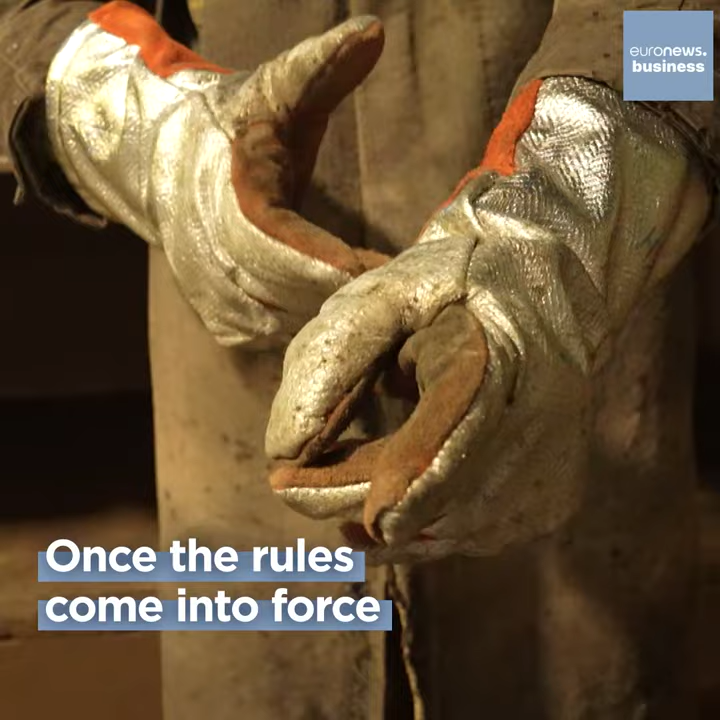 euronews.
business
Once the rules
come into force